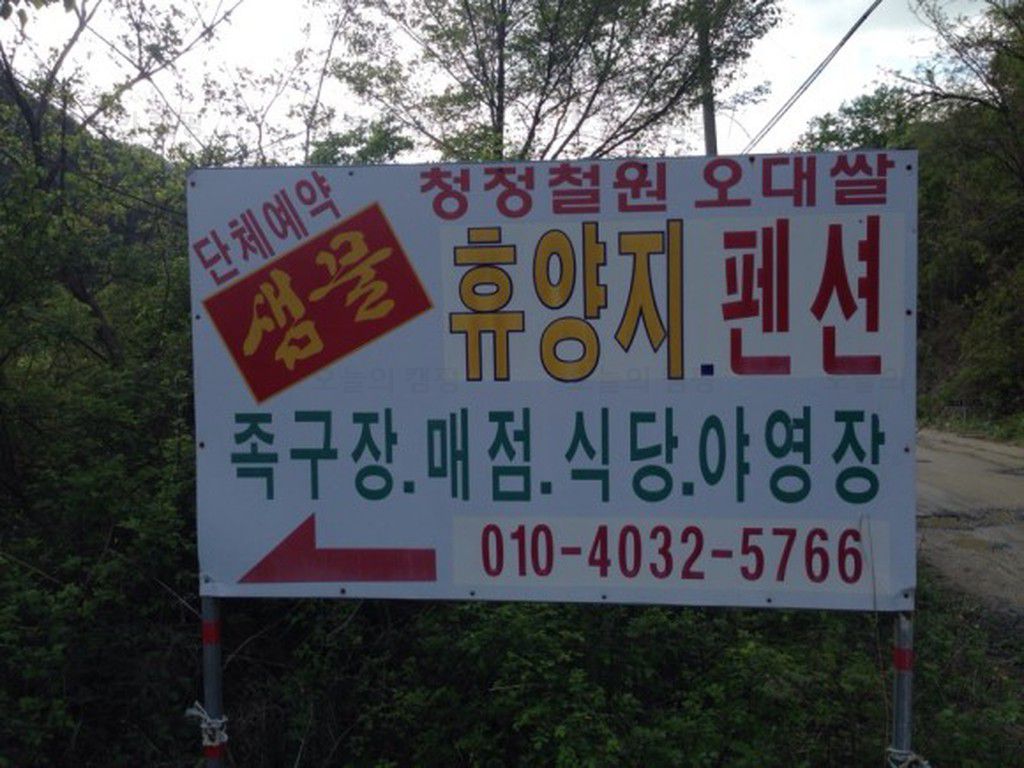 청정철원 오대쌀
단체예약
샘물
휴양지.펜션
족구장.매점.식당.야영장
010-4032-5766